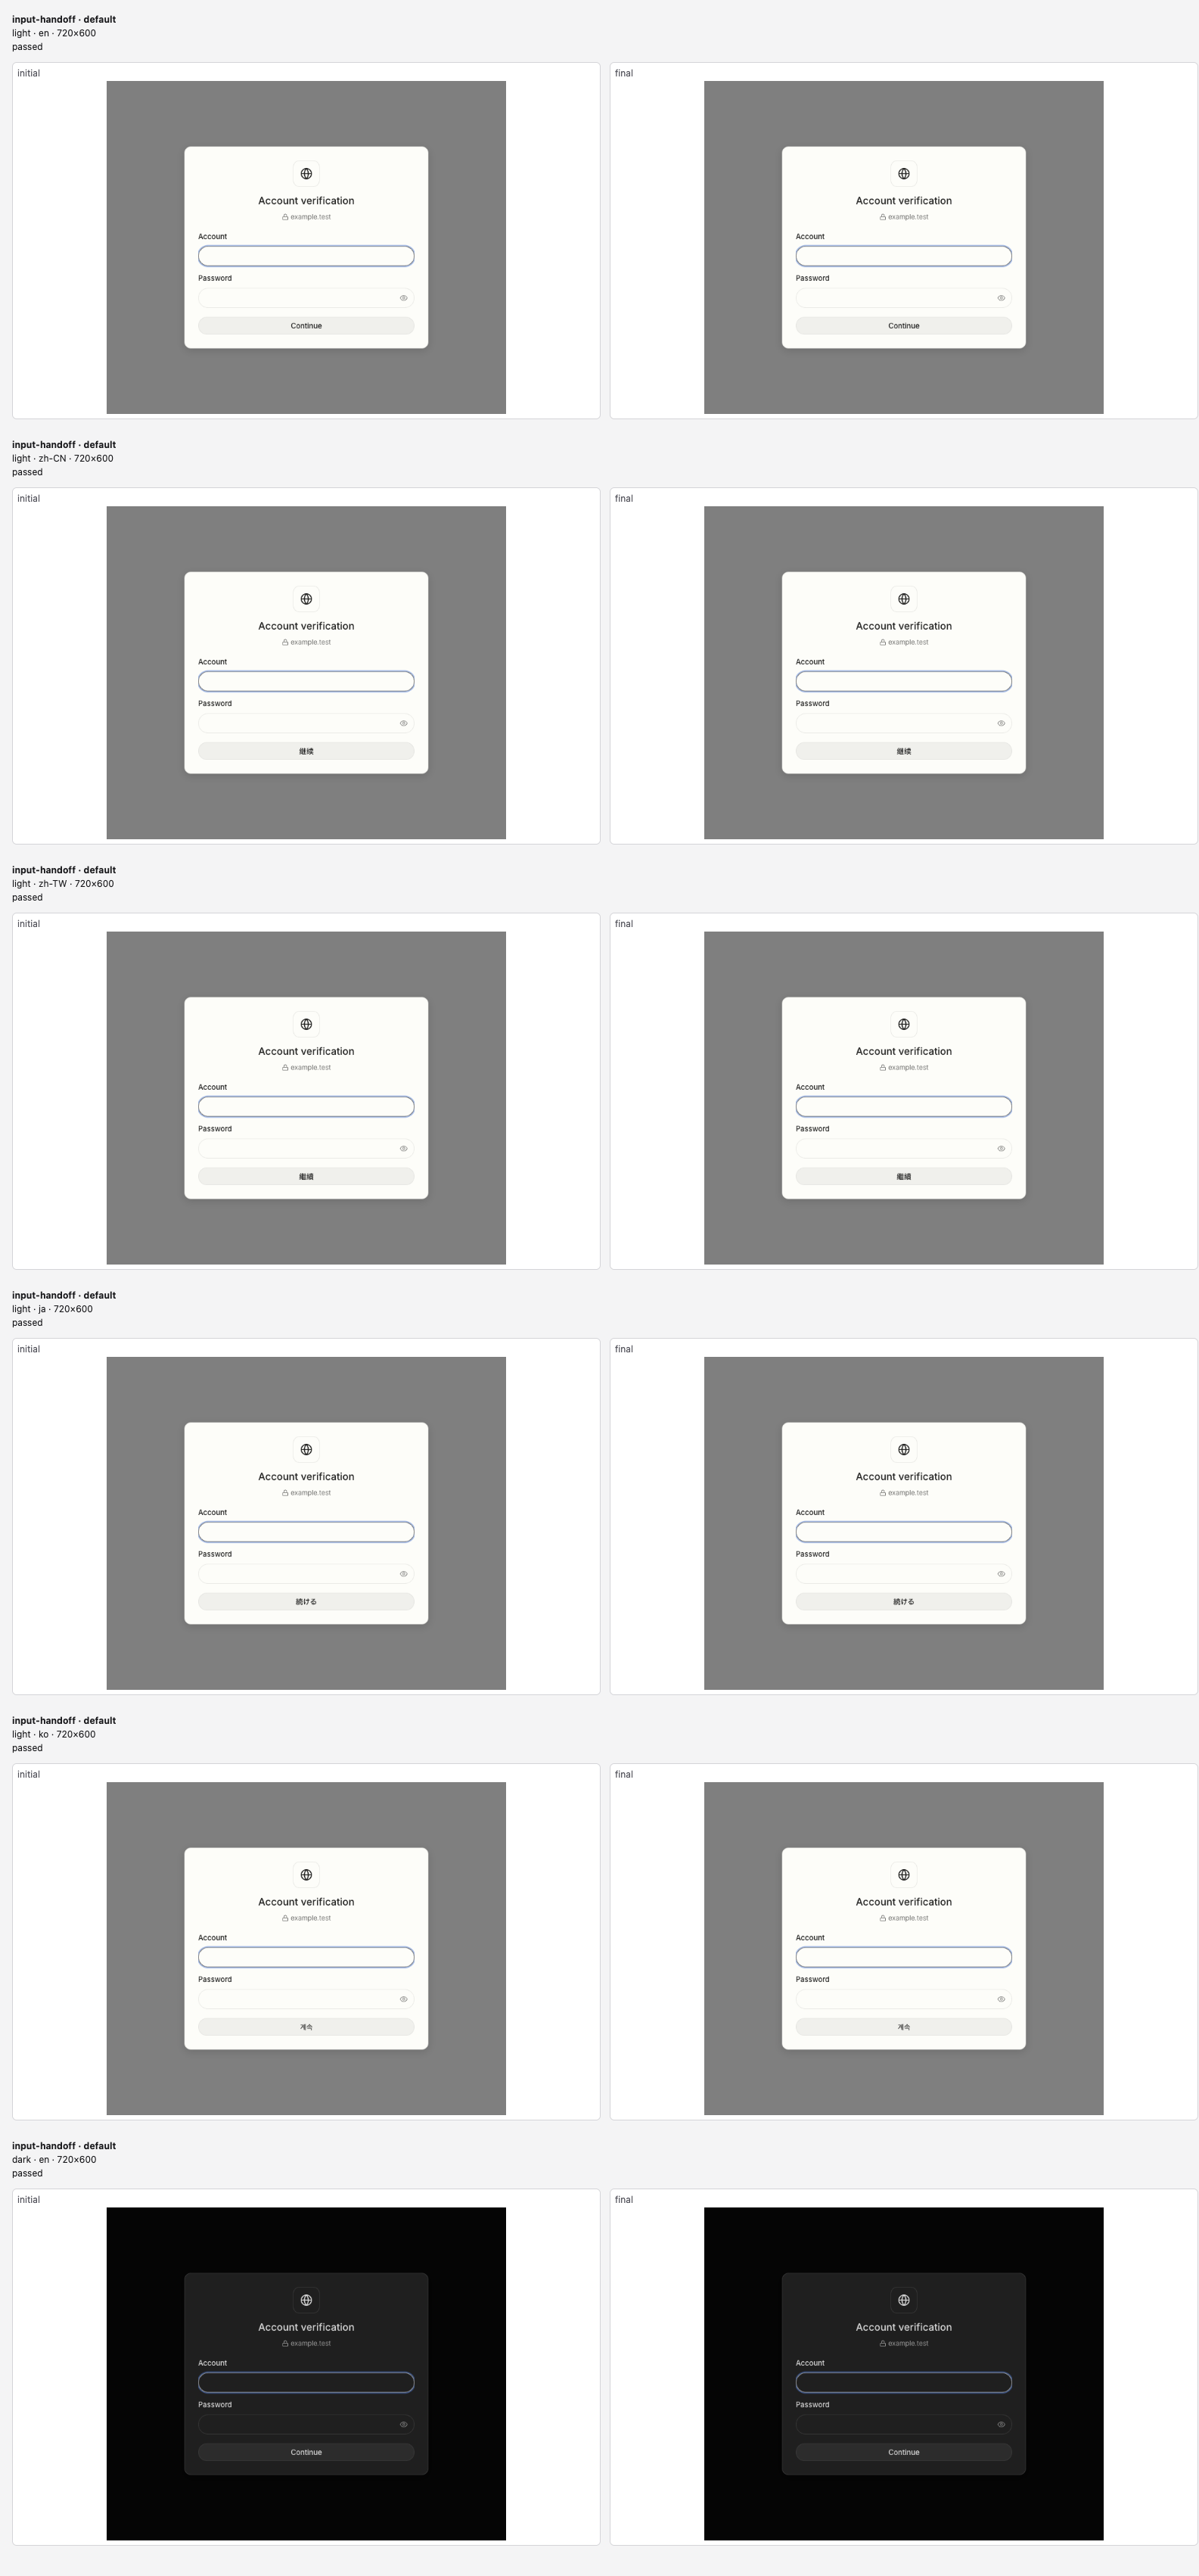 input-handoff · default
light · en · 720×600
passed
initial
Account verification
example.test
Account
Password
Continue
final
Account verification
example.test
Account
Password
Continue
input-handoff · default
light · zh-CN · 720×600
passed
initial
Account verification
example.test
Account
Password
继续
final
Account verification
example.test
Account
Password
继续
input-handoff · default
light · zh-TW · 720×600
passed
initial
Account verification
example.test
Account
Password
繼續
final
Account verification
example.test
Account
Password
繼續
input-handoff · default
light · ja · 720×600
passed
initial
Account verification
example.test
Account
Password
続ける
final
Account verification
example.test
Account
Password
続ける
input-handoff · default
light · ko · 720×600
passed
initial
Account verification
example.test
Account
Password
계속
final
Account verification
example.test
Account
Password
계속
input-handoff · default
dark · en · 720×600
passed
initial
Account verification
example.test
Account
Password
Continue
final
Account verification
example.test
Account
Password
Continue